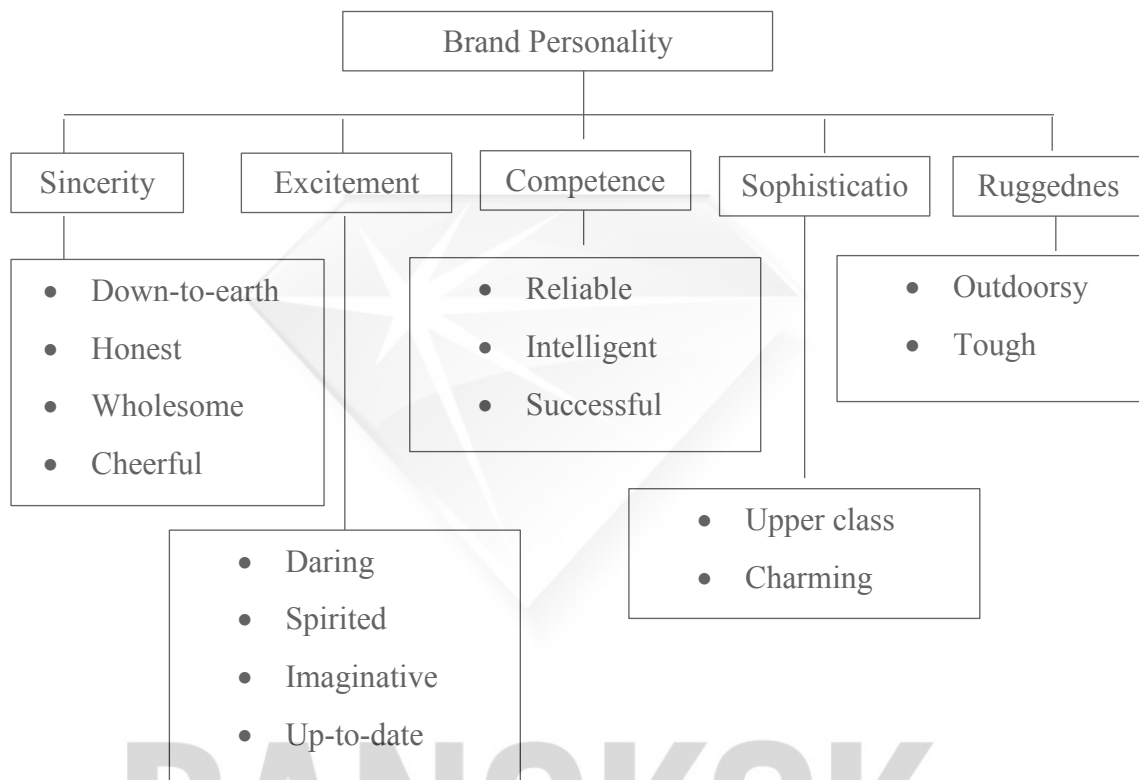 Brand Personality
Sincerity
Excitement
Competence
Sophisticatio
Ruggednes
• Down-to-earth
• Honest
• Wholesome
• Cheerful
• Daring
• Spirited
• Imaginative
• Up-to-date
• Reliable
• Intelligent
• Successful
• Upper class
• Charming
• Outdoorsy
• Tough
BANGKOK